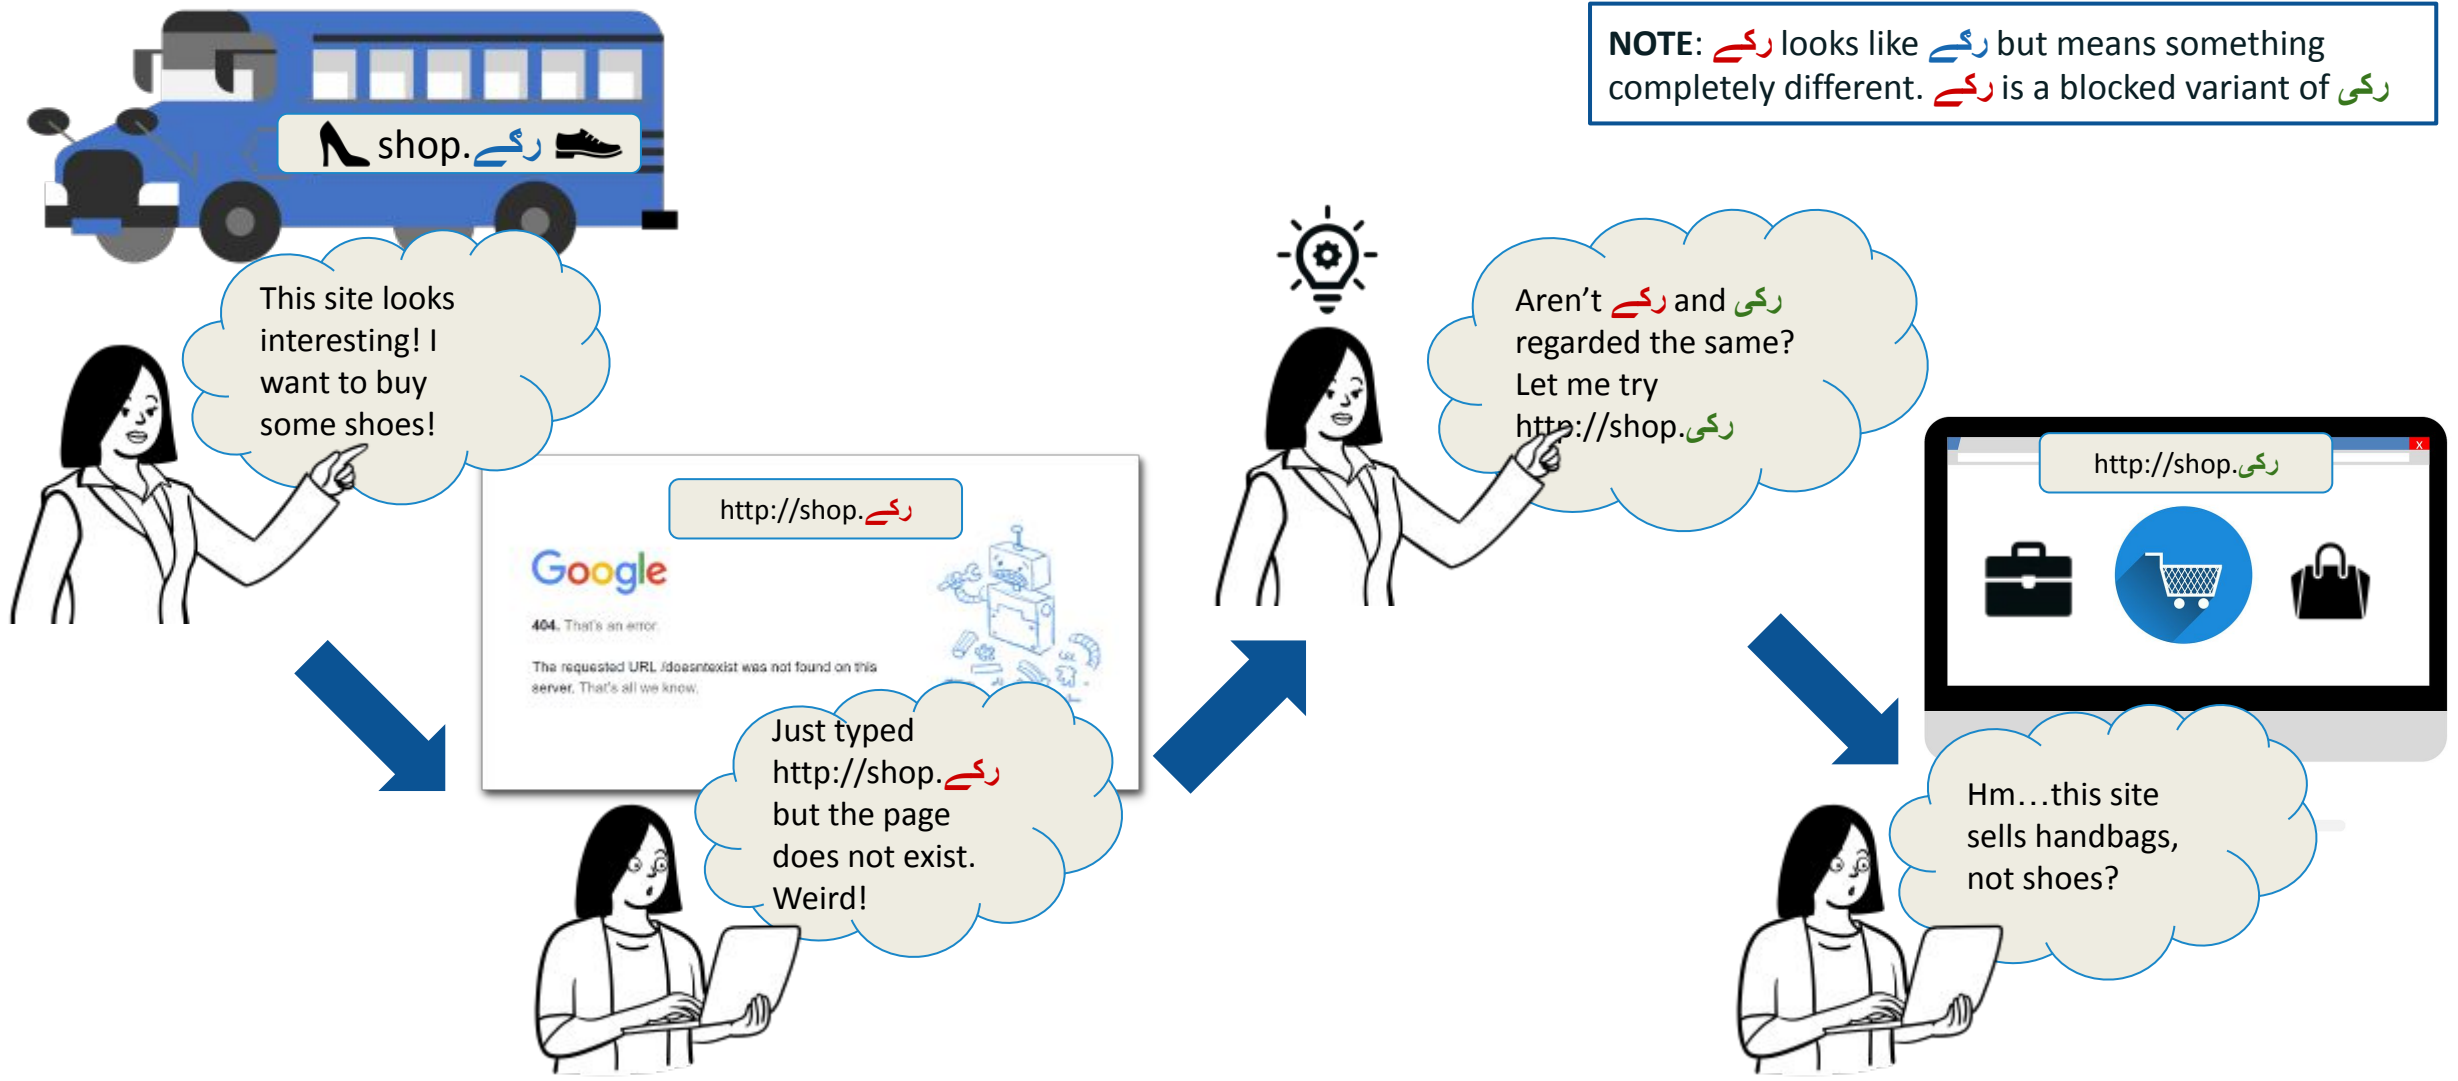 NOTE: رکے looks like رگے but means something
completely different. رکے is a blocked variant of رکی
shop.رگے
This site looks
interesting! I
want to buy
some shoes!
http://shop.رکے
Google
404. That's an error.
The requested URL /doesntexist was not found on this
server. That's all we know.
Just typed
http://shop.رکے
but the page
does not exist.
Weird!
Aren’t رکے and رکی
regarded the same?
Let me try
http://shop.رکی
X
http://shop.رکی
Hm…this site
sells handbags,
not shoes?